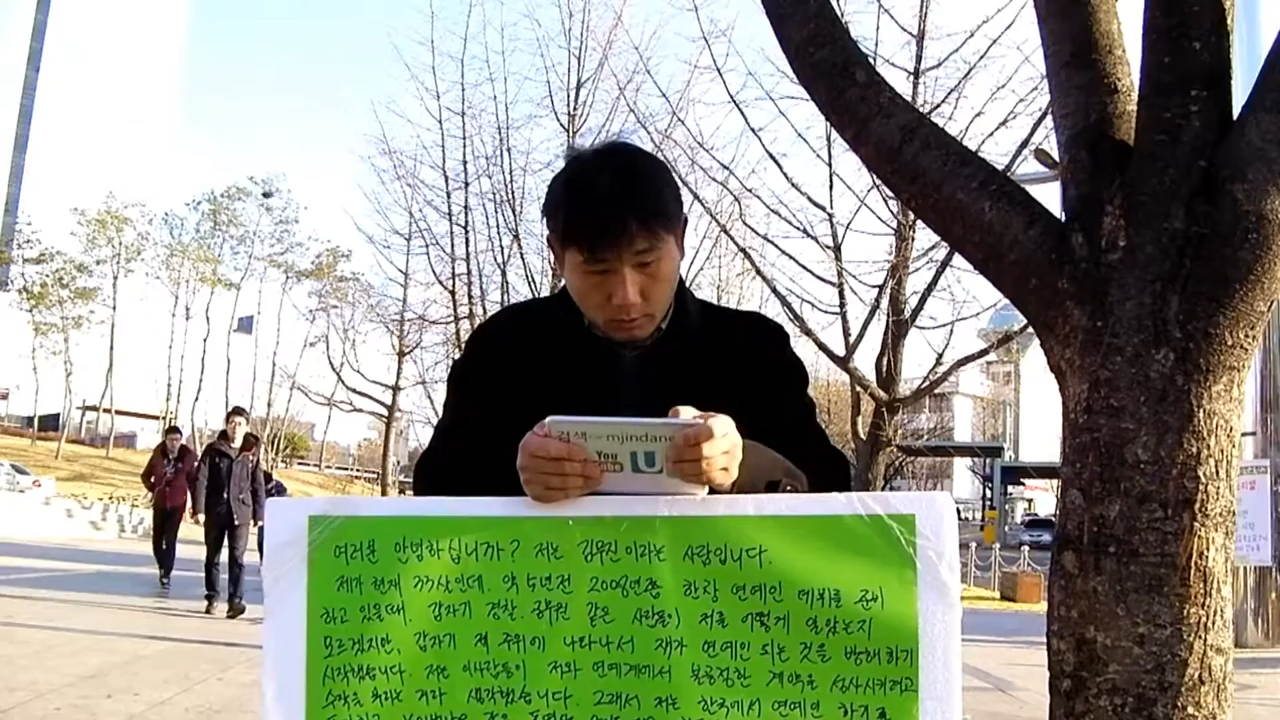 검색 mjindane
You
Tube
U
여러분 안녕하십니까? 저는 김우진이라는 사람입니다.
제가 현재 33살인데. 약 5년전 2008년쯤 한창 연예인 데뷔를 준비
하고 있을때, 갑자기 경찰. 공무원 같은 사람들이 저를 어떻게 알았는지
모르겠지만, 갑자기 제 주위에 나타나서 제가 연예인 되는 것을 방해하기
시작했습니다. 저는 이사람들이 저와 연예계에서 불공정한 계약을 성사시키려고
수작을 부리는 거라 생각했습니다. 그래서 저는 한국에서 연예인 하기를